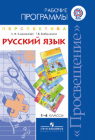 РАБОЧИЕ
ПРОГРАММЫ
ПЕРСПЕКТИВА
РУССКИЙ ЯЗЫК
1-4 КЛАССЫ
«Просвещение»